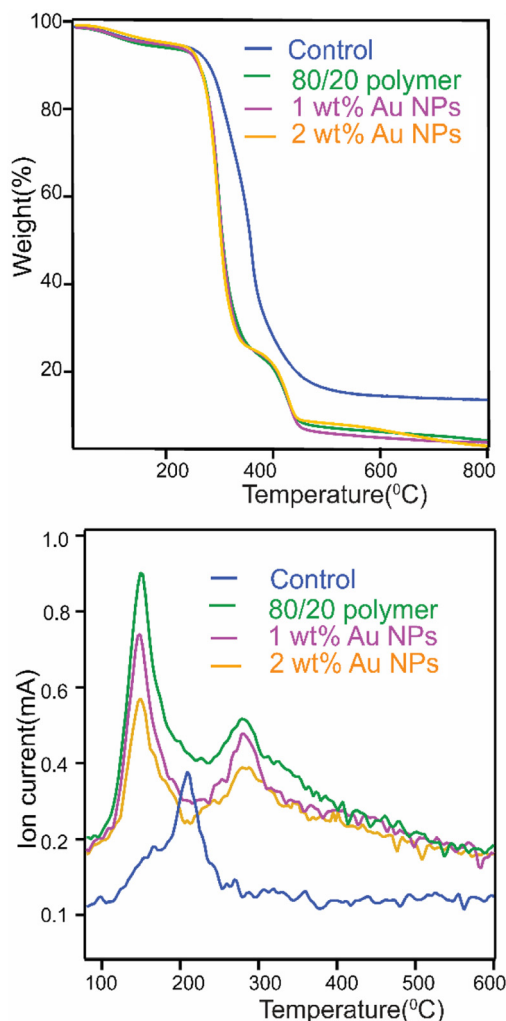 100
80
60
40
20
Weight(%)
Control
80/20 polymer
1 wt% Au NPs
2 wt% Au NPs
200
400
600
800
Temperature(⁰C)
1.0
0.8
0.6
0.4
0.2
0.1
Ion current(mA)
Control
80/20 polymer
1 wt% Au NPs
2 wt% Au NPs
100
200
300
400
500
600
Temperature(⁰C)